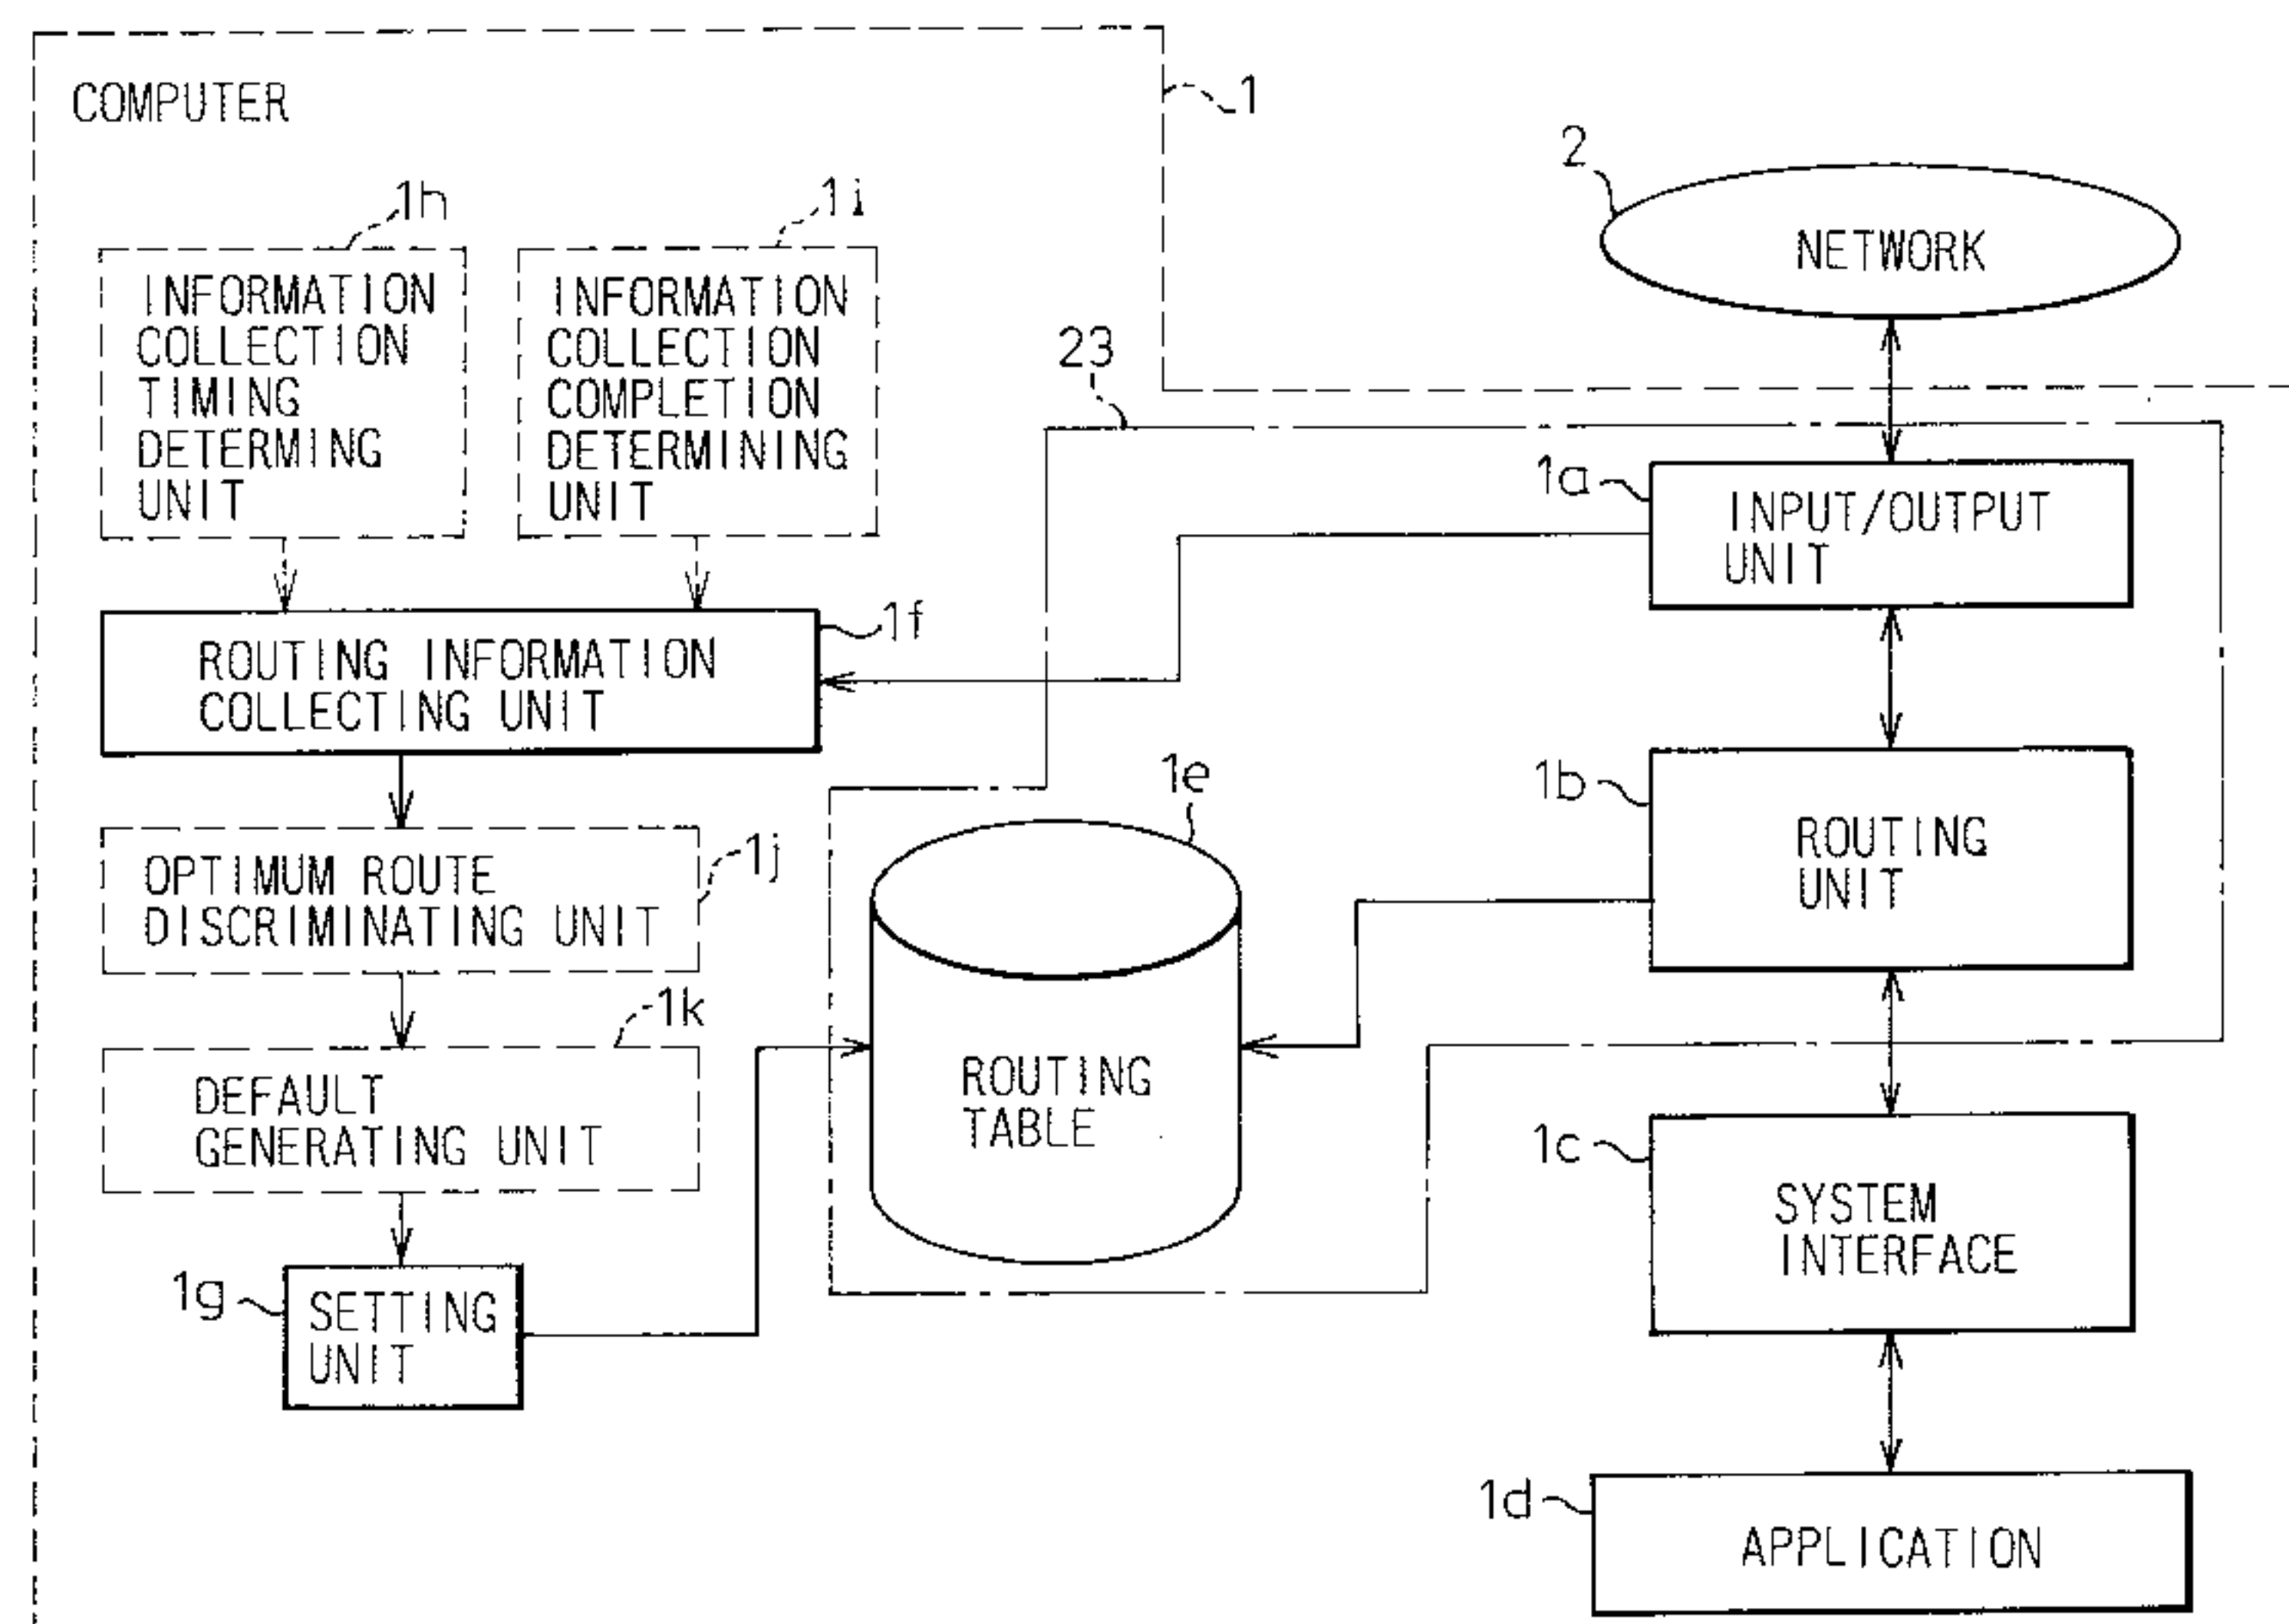 COMPUTER
1
2
NETWORK
1h
1i
INFORMATION
COLLECTION
TIMING
DETERMING
UNIT
INFORMATION
COLLECTION
COMPLETION
DETERMINING
UNIT
23
1a
INPUT/OUTPUT
UNIT
1f
ROUTING INFORMATION
COLLECTING UNIT
1e
1b
ROUTING
UNIT
1j
OPTIMUM ROUTE
DISCRIMINATING UNIT
1k
DEFAULT
GENERATING UNIT
ROUTING
TABLE
1c
SYSTEM
INTERFACE
1g
SETTING
UNIT
1d
APPLICATION